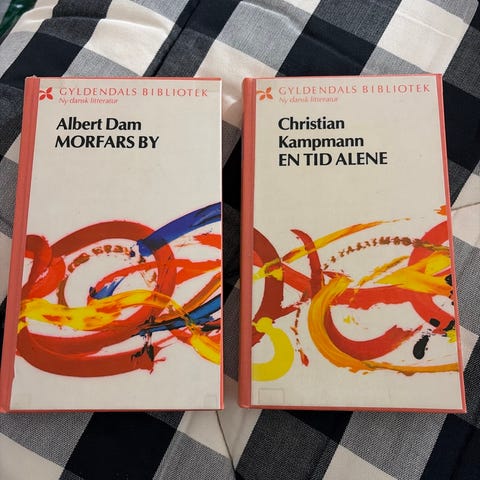 GYLDENDALS BIBLIOTEK
Ny dansk litteratur
Albert Dam
MORFARS BY
GYLDENDALS BIBLIOTEK
Ny dansk litteratur
Christian
Kampmann
EN TID ALENE